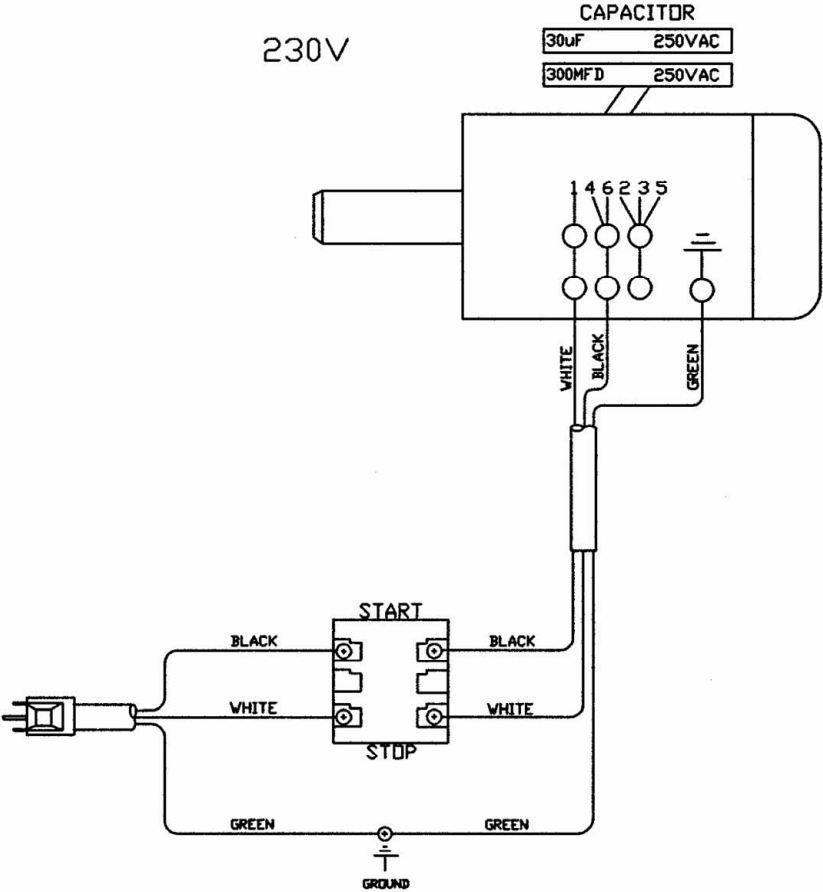 CAPACITOR
230V
30uF 250VAC
300MFD 250VAC
1 4 6 2 3 5
WHITE
BLACK
GREEN
START
BLACK BLACK
WHITE WHITE
STOP
GREEN GREEN
GROUND